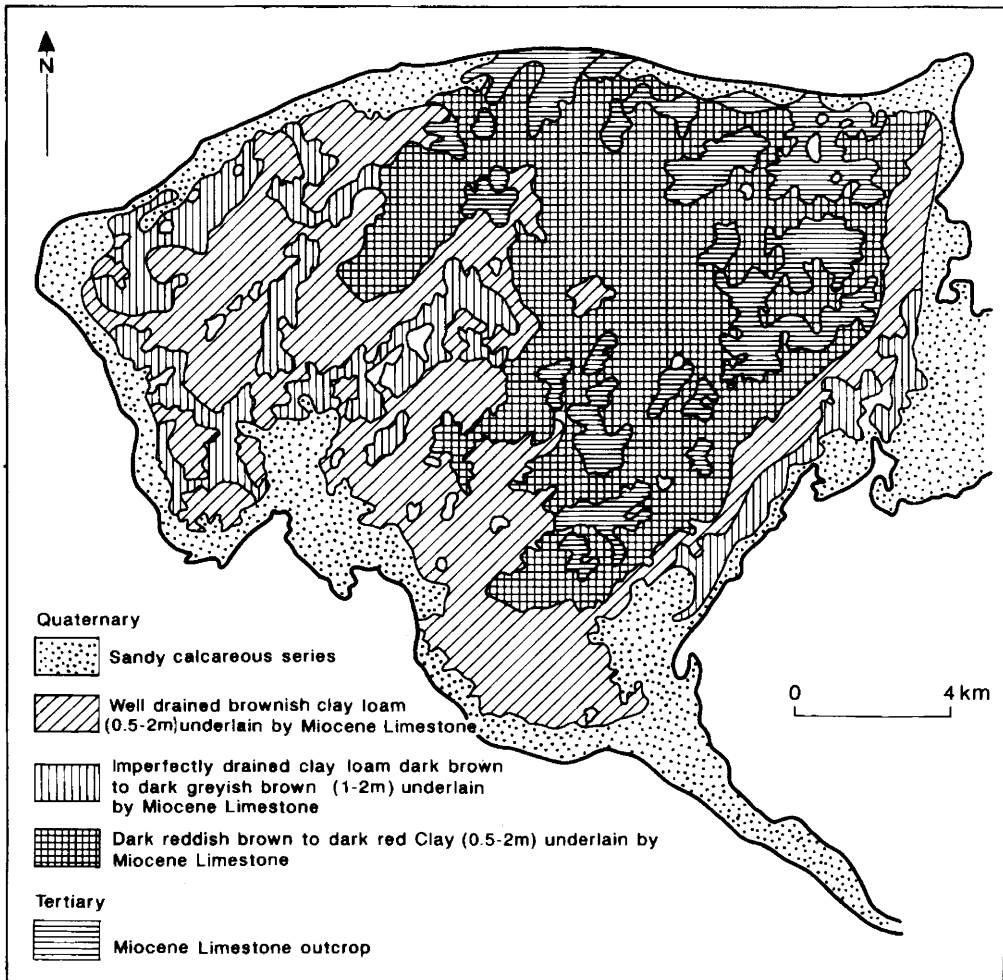 N
Quaternary
Sandy calcareous series
Well drained brownish clay loam
(0.5-2m) underlain by Miocene Limestone
Imperfectly drained clay loam dark brown
to dark greyish brown (1-2m) underlain
by Miocene Limestone
Dark reddish brown to dark red Clay (0.5-2m) underlain by
Miocene Limestone
Tertiary
Miocene Limestone outcrop
0 4 km